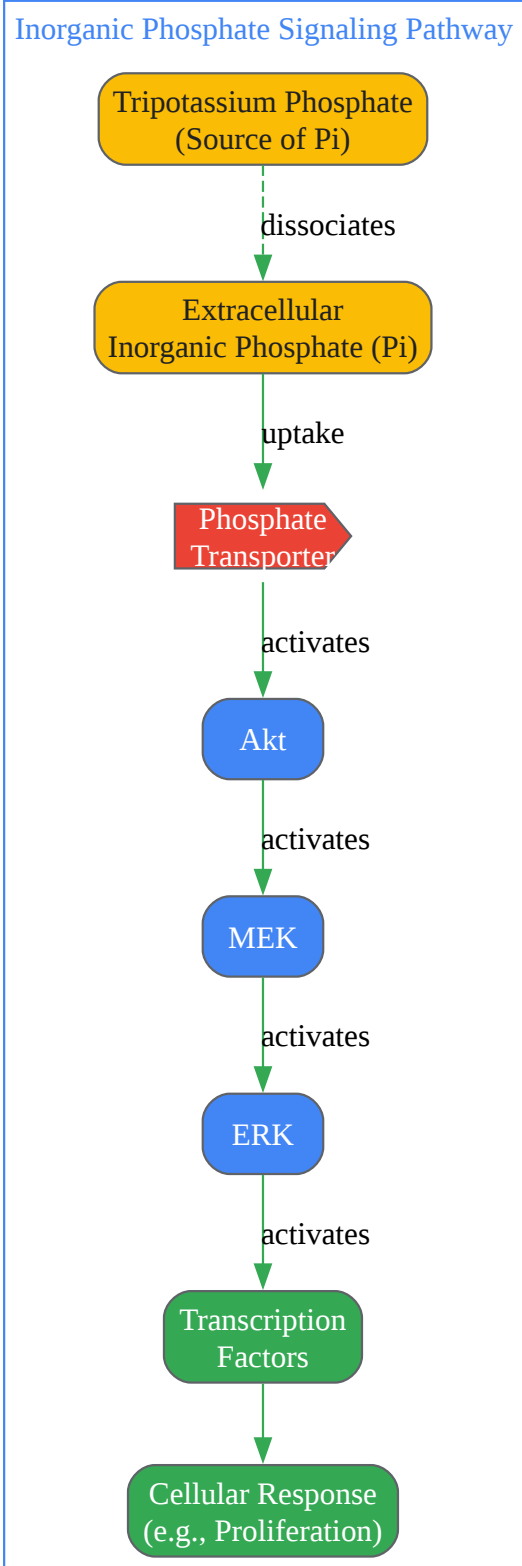 Inorganic Phosphate Signaling Pathway
Tripotassium Phosphate
(Source of Pi)
dissociates
Extracellular
Inorganic Phosphate (Pi)
uptake
Phosphate
Transporter
activates
Akt
activates
MEK
activates
ERK
activates
Transcription
Factors
Cellular Response
(e.g., Proliferation)